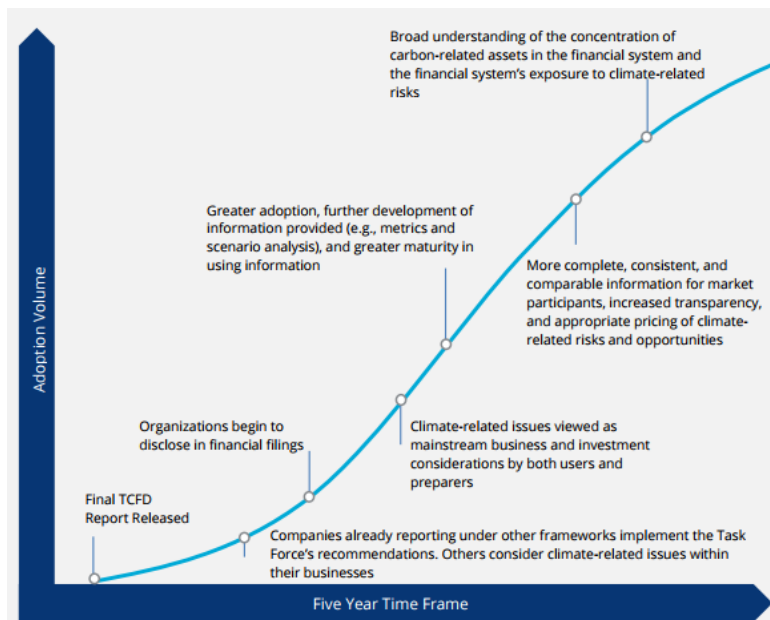 Broad understanding of the concentration of
carbon-related assets in the financial system and
the financial system's exposure to climate-related
risks
Greater adoption, further development of
information provided (e.g., metrics and
scenario analysis), and greater maturity in
using information
More complete, consistent, and
comparable information for market
participants, increased transparency,
and appropriate pricing of climate-
related risks and opportunities
Adoption Volume
Organizations begin to
disclose in financial filings
Climate-related issues viewed as
mainstream business and investment
considerations by both users and
preparers
Final TCFD
Report Released
Companies already reporting under other frameworks implement the Task
Force's recommendations. Others consider climate-related issues within
their businesses
Five Year Time Frame